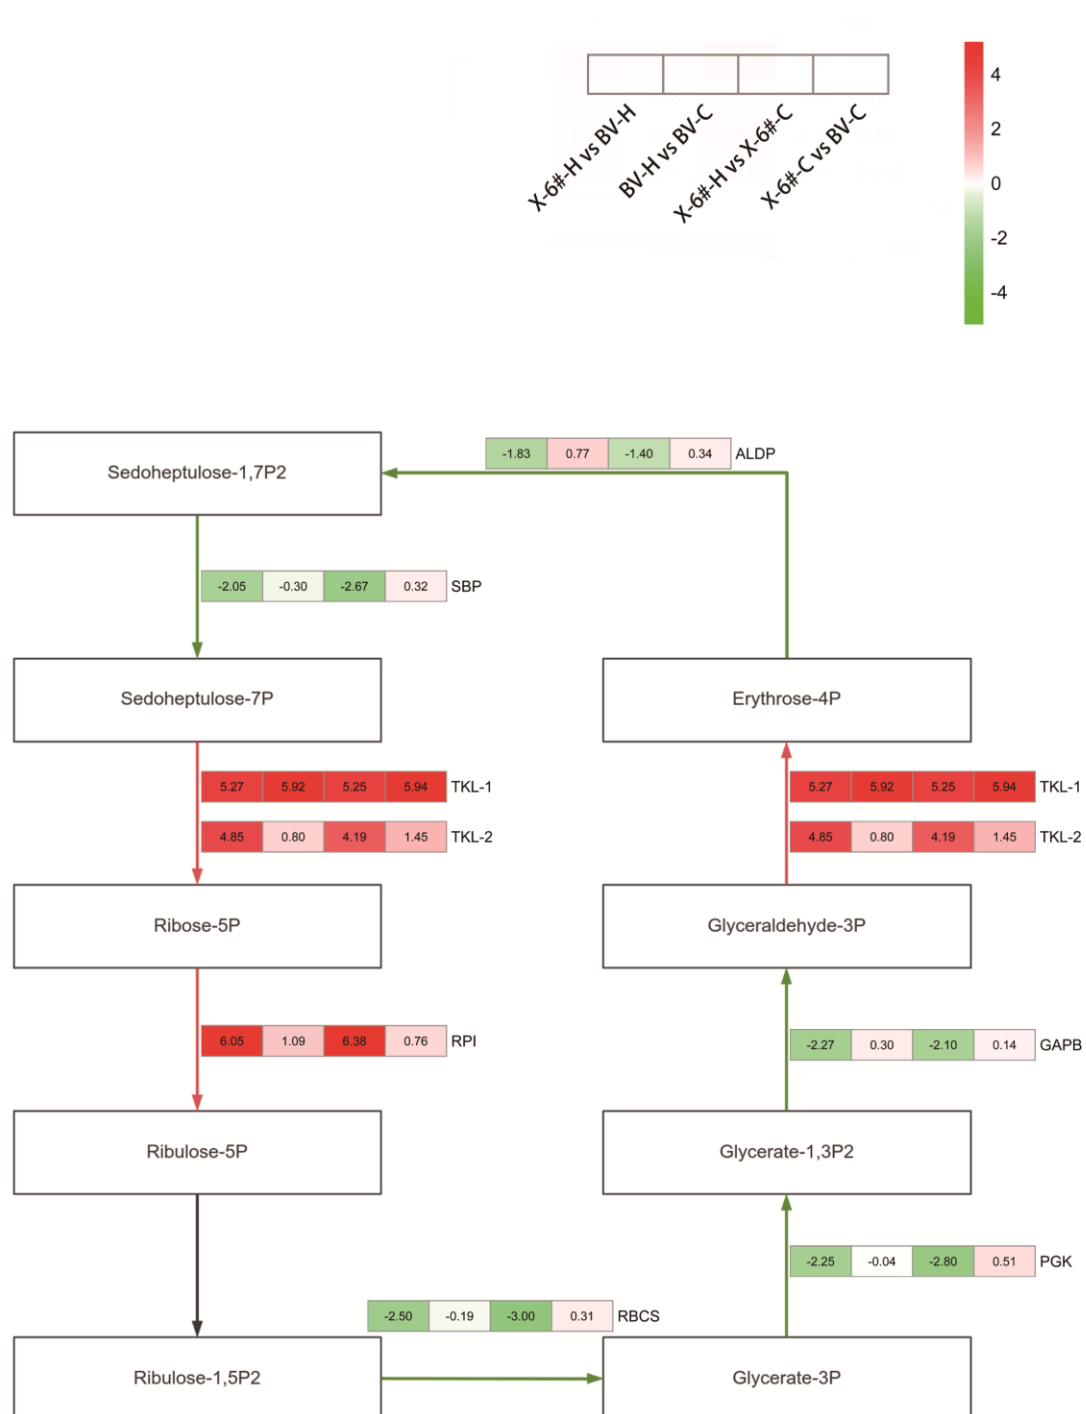 X-6#-H vs BV-H
BV-H vs BV-C
X-6#-H vs X-6#-C
X-6#-C vs BV-C
4
2
0
-2
-4
Sedoheptulose-1,7P2
-1.83 0.77 -1.40 0.34 ALDP
-2.05 -0.30 -2.67 0.32 SBP
Sedoheptulose-7P
Erythrose-4P
5.27 5.92 5.25 5.94 TKL-1
4.85 0.80 4.19 1.45 TKL-2
5.27 5.92 5.25 5.94 TKL-1
4.85 0.80 4.19 1.45 TKL-2
Ribose-5P
Glyceraldehyde-3P
6.05 1.09 6.38 0.76 RPI
-2.27 0.30 -2.10 0.14 GAPB
Ribulose-5P
Glycerate-1,3P2
-2.25 -0.04 -2.80 0.51 PGK
-2.50 -0.19 -3.00 0.31 RBCS
Ribulose-1,5P2
Glycerate-3P